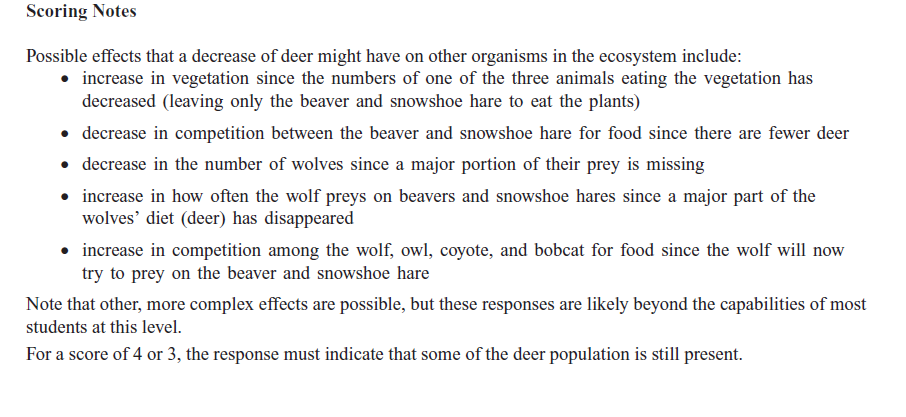 Scoring Notes
Possible effects that a decrease of deer might have on other organisms in the ecosystem include:
• increase in vegetation since the numbers of one of the three animals eating the vegetation has
decreased (leaving only the beaver and snowshoe hare to eat the plants)
• decrease in competition between the beaver and snowshoe hare for food since there are fewer deer
• decrease in the number of wolves since a major portion of their prey is missing
• increase in how often the wolf preys on beavers and snowshoe hares since a major part of the
wolves’ diet (deer) has disappeared
• increase in competition among the wolf, owl, coyote, and bobcat for food since the wolf will now
try to prey on the beaver and snowshoe hare
Note that other, more complex effects are possible, but these responses are likely beyond the capabilities of most
students at this level.
For a score of 4 or 3, the response must indicate that some of the deer population is still present.